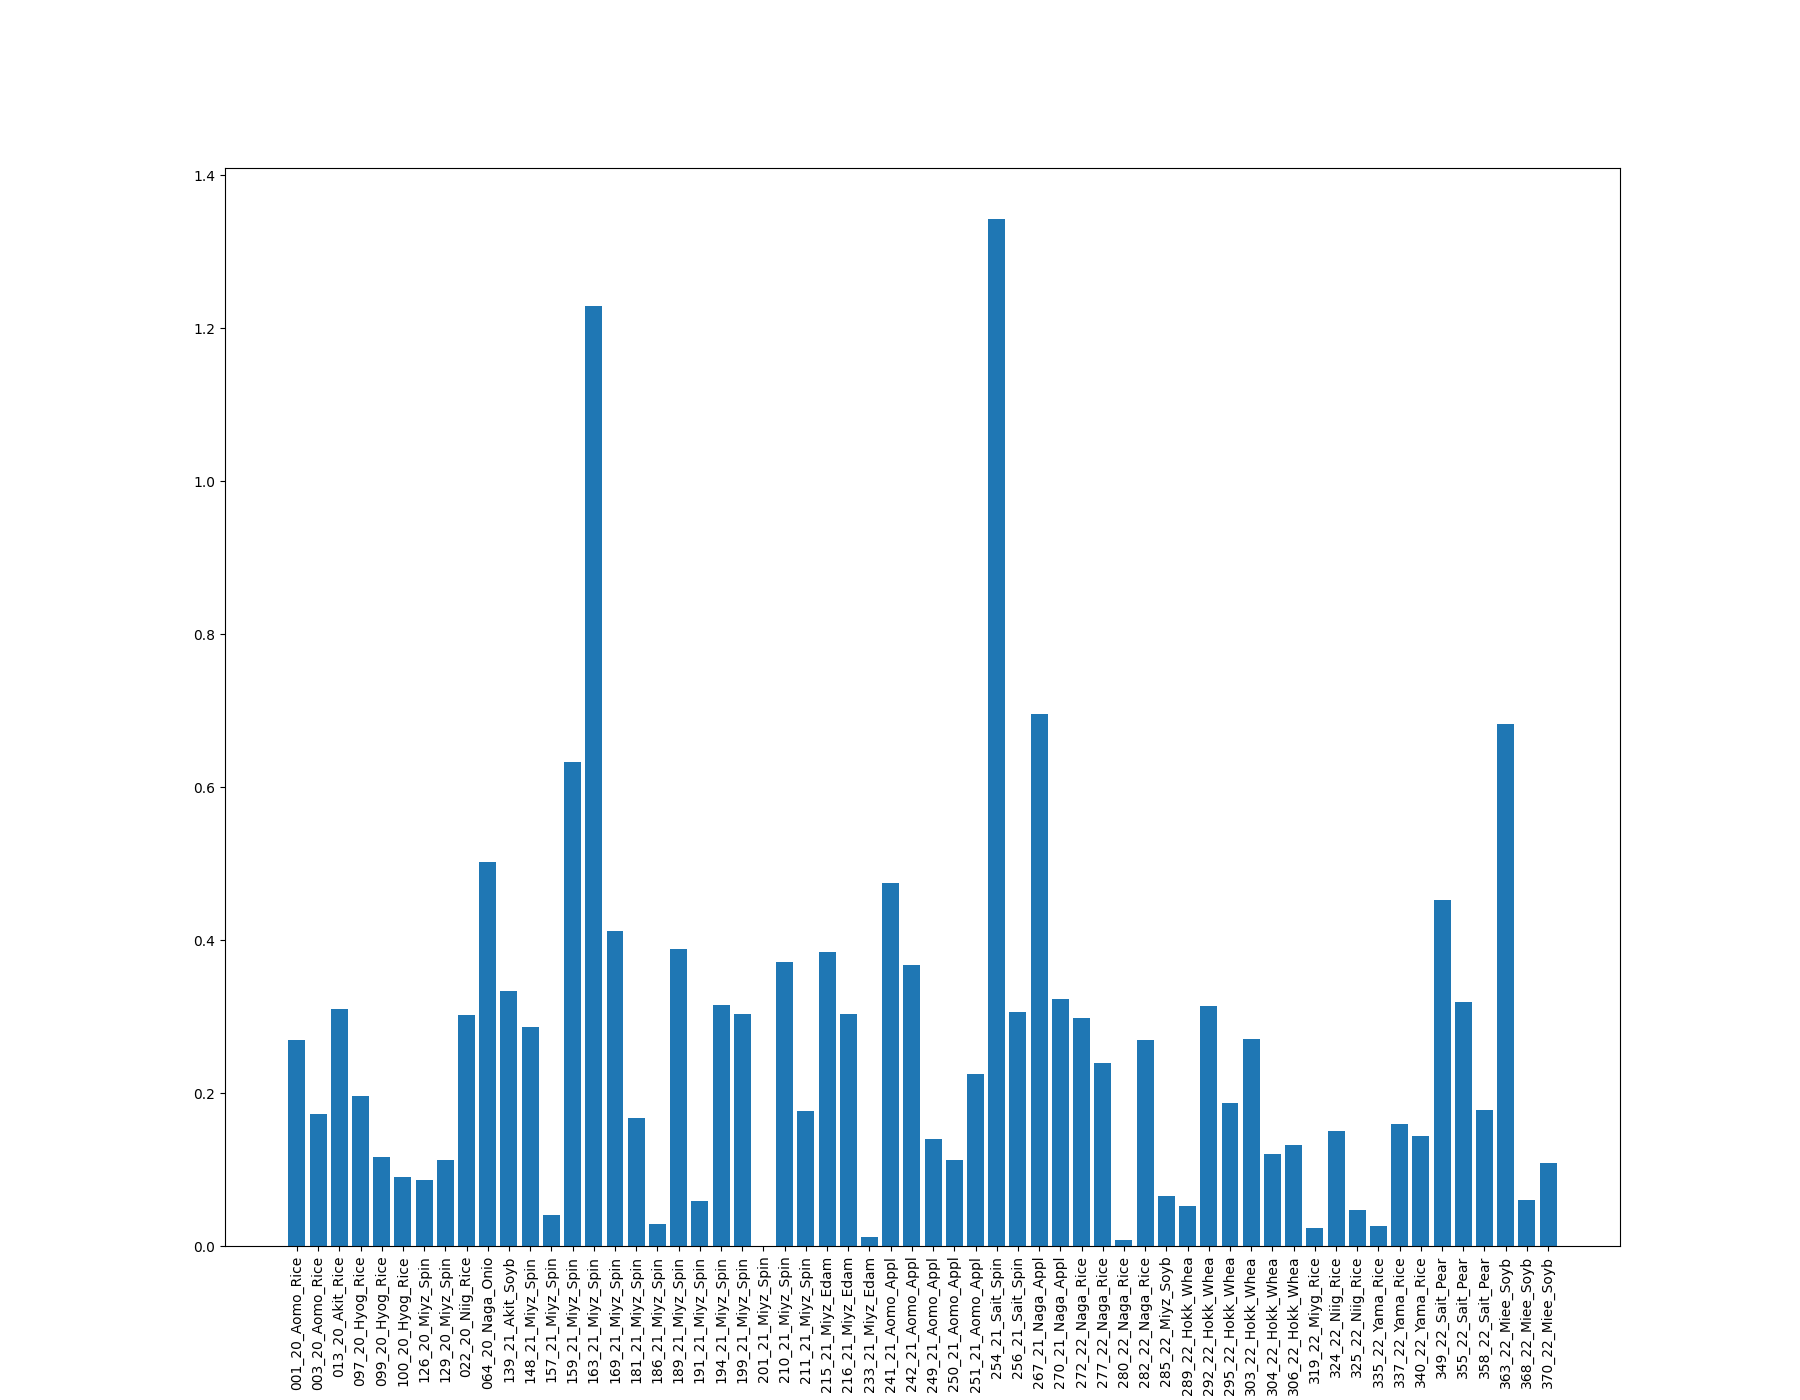 1.4
1.2
1.0
0.8
0.6
0.4
0.2
0.0
001_20_Aomo_Rice
003_20_Aomo_Rice
013_20_Akit_Rice
097_20_Hyog_Rice
099_20_Hyog_Rice
100_20_Hyog_Rice
126_20_Miyz_Spin
129_20_Miyz_Spin
022_20_Niig_Rice
064_20_Naga_Onio
139_21_Akit_Soyb
148_21_Miyz_Spin
157_21_Miyz_Spin
159_21_Miyz_Spin
163_21_Miyz_Spin
169_21_Miyz_Spin
181_21_Miyz_Spin
186_21_Miyz_Spin
189_21_Miyz_Spin
191_21_Miyz_Spin
194_21_Miyz_Spin
199_21_Miyz_Spin
201_21_Miyz_Spin
210_21_Miyz_Spin
211_21_Miyz_Spin
215_21_Miyz_Edam
216_21_Miyz_Edam
233_21_Miyz_Edam
241_21_Aomo_Appl
242_21_Aomo_Appl
249_21_Aomo_Appl
250_21_Aomo_Appl
251_21_Aomo_Appl
254_21_Sait_Spin
256_21_Sait_Spin
267_21_Naga_Appl
270_21_Naga_Appl
272_22_Naga_Rice
277_22_Naga_Rice
280_22_Naga_Rice
282_22_Naga_Rice
285_22_Miyz_Soyb
289_22_Hokk_Whea
292_22_Hokk_Whea
295_22_Hokk_Whea
303_22_Hokk_Whea
304_22_Hokk_Whea
306_22_Hokk_Whea
319_22_Miyg_Rice
324_22_Niig_Rice
325_22_Niig_Rice
335_22_Yama_Rice
337_22_Yama_Rice
340_22_Yama_Rice
349_22_Sait_Pear
355_22_Sait_Pear
358_22_Sait_Pear
363_22_Miee_Soyb
368_22_Miee_Soyb
370_22_Miee_Soyb